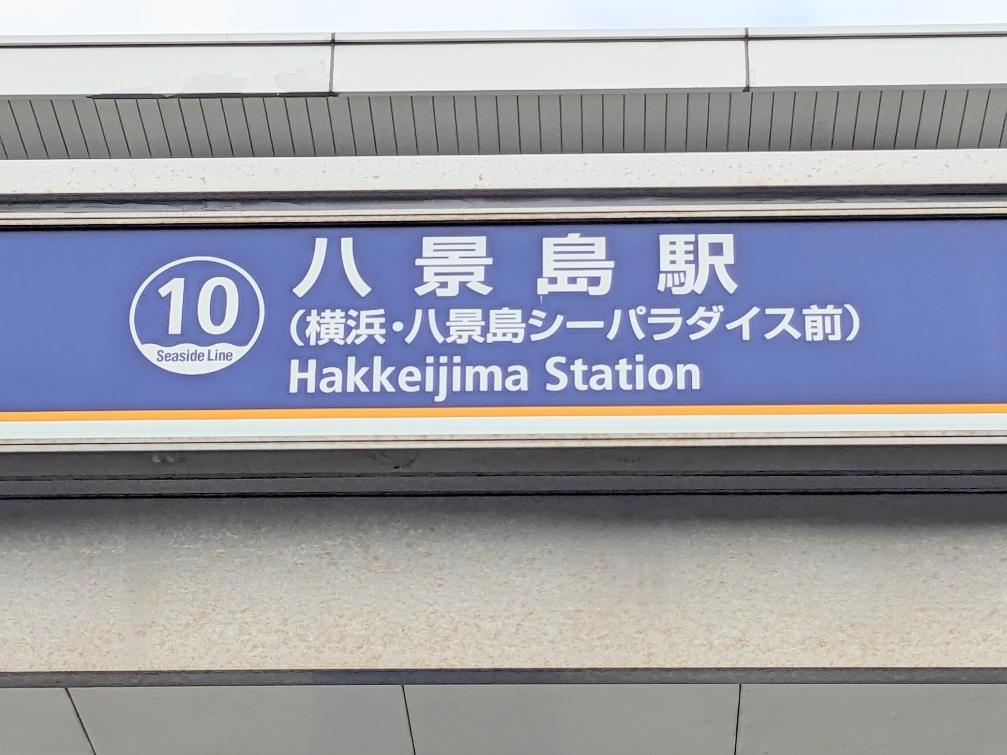 10
Seaside Line
八景島駅
(横浜・八景島シーパラダイス前)
Hakkeijima Station